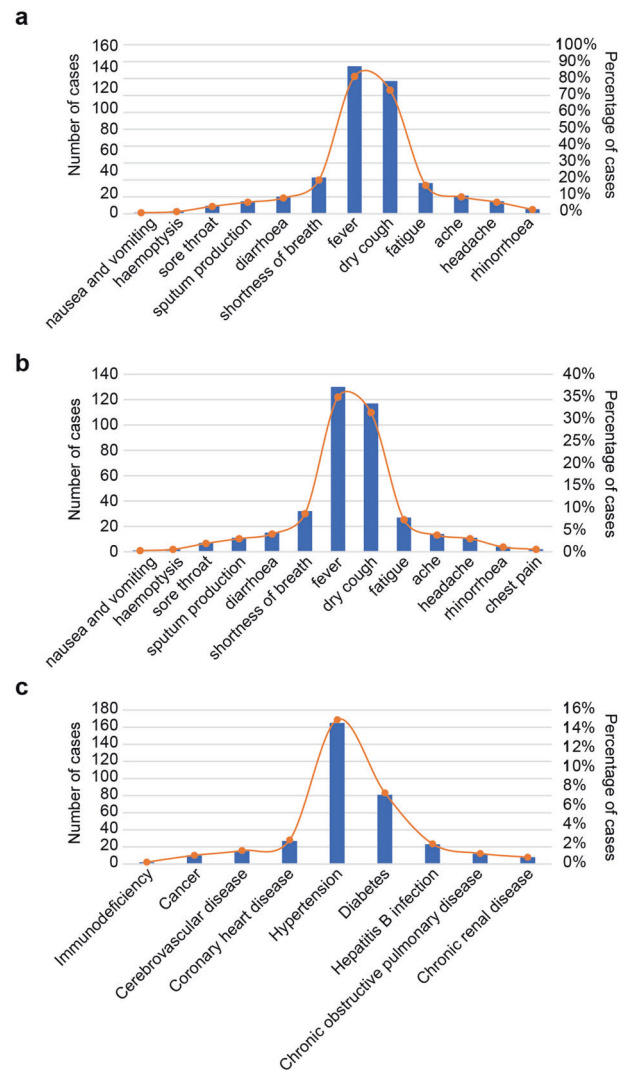 a
Number of cases
160
140
120
100
80
60
40
20
0
100%
90%
80%
70%
60%
50%
40%
30%
20%
10%
0%
Percentage of cases
nausea and vomiting
haemoptysis
sore throat
sputum production
diarrhoea
shortness of breath
fever
dry cough
fatigue
ache
headache
rhinorrhoea
b
Number of cases
140
120
100
80
60
40
20
0
40%
35%
30%
25%
20%
15%
10%
5%
0%
Percentage of cases
nausea and vomiting
haemoptysis
sore throat
sputum production
diarrhoea
shortness of breath
fever
dry cough
fatigue
ache
headache
rhinorrhoea
chest pain
c
Number of cases
180
160
140
120
100
80
60
40
20
0
16%
14%
12%
10%
8%
6%
4%
2%
0%
Percentage of cases
Immunodeficiency
Cancer
Cerebrovascular disease
Coronary heart disease
Hypertension
Diabetes
Hepatitis B infection
Chronic obstructive pulmonary disease
Chronic renal disease